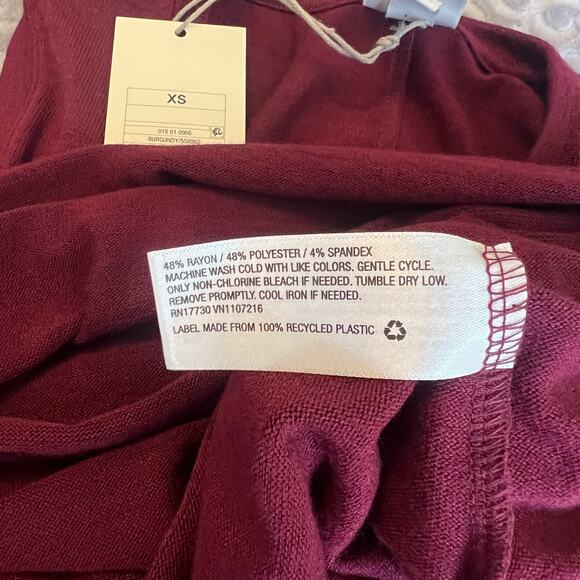 XS
018 01 0066
BURGUNDY/558902
48% RAYON / 48% POLYESTER / 4% SPANDEX
MACHINE WASH COLD WITH LIKE COLORS. GENTLE CYCLE.
ONLY NON-CHLORINE BLEACH IF NEEDED. TUMBLE DRY LOW.
REMOVE PROMPTLY. COOL IRON IF NEEDED.
RN17730 VN1107216
LABEL MADE FROM 100% RECYCLED PLASTIC